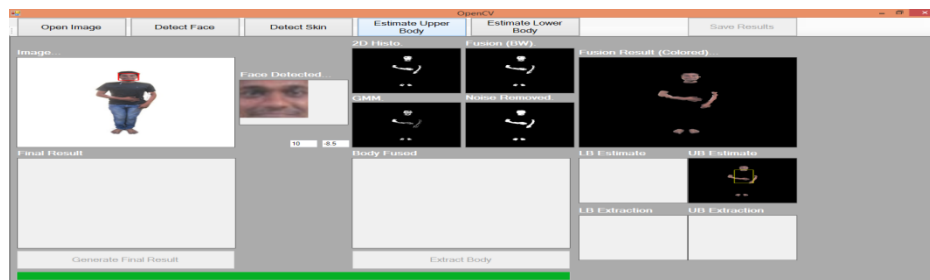 OpenCV
Open Image
Detect Face
Detect Skin
Estimate Upper
Body
Estimate Lower
Body
Save Results
Image...
Face Detected...
2D Histo.
Fusion (BW).
GMM.
Noise Removed.
Fusion Result (Colored)...
10
-8.5
Final Result
Body Fused
LB Estimate
UB Estimate
LB Extraction
UB Extraction
Generate Final Result
Extract Body